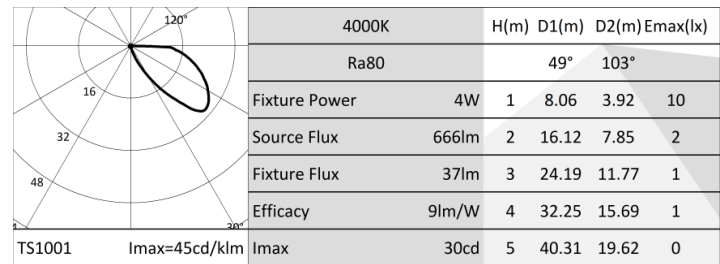 120°
16
32
48
30°
TS1001 Imax=45cd/klm
4000K H(m) D1(m) D2(m) Emax(lx)
Ra80 49° 103°
Fixture Power 4W 1 8.06 3.92 10
Source Flux 666lm 2 16.12 7.85 2
Fixture Flux 37lm 3 24.19 11.77 1
Efficacy 9lm/W 4 32.25 15.69 1
Imax 30cd 5 40.31 19.62 0